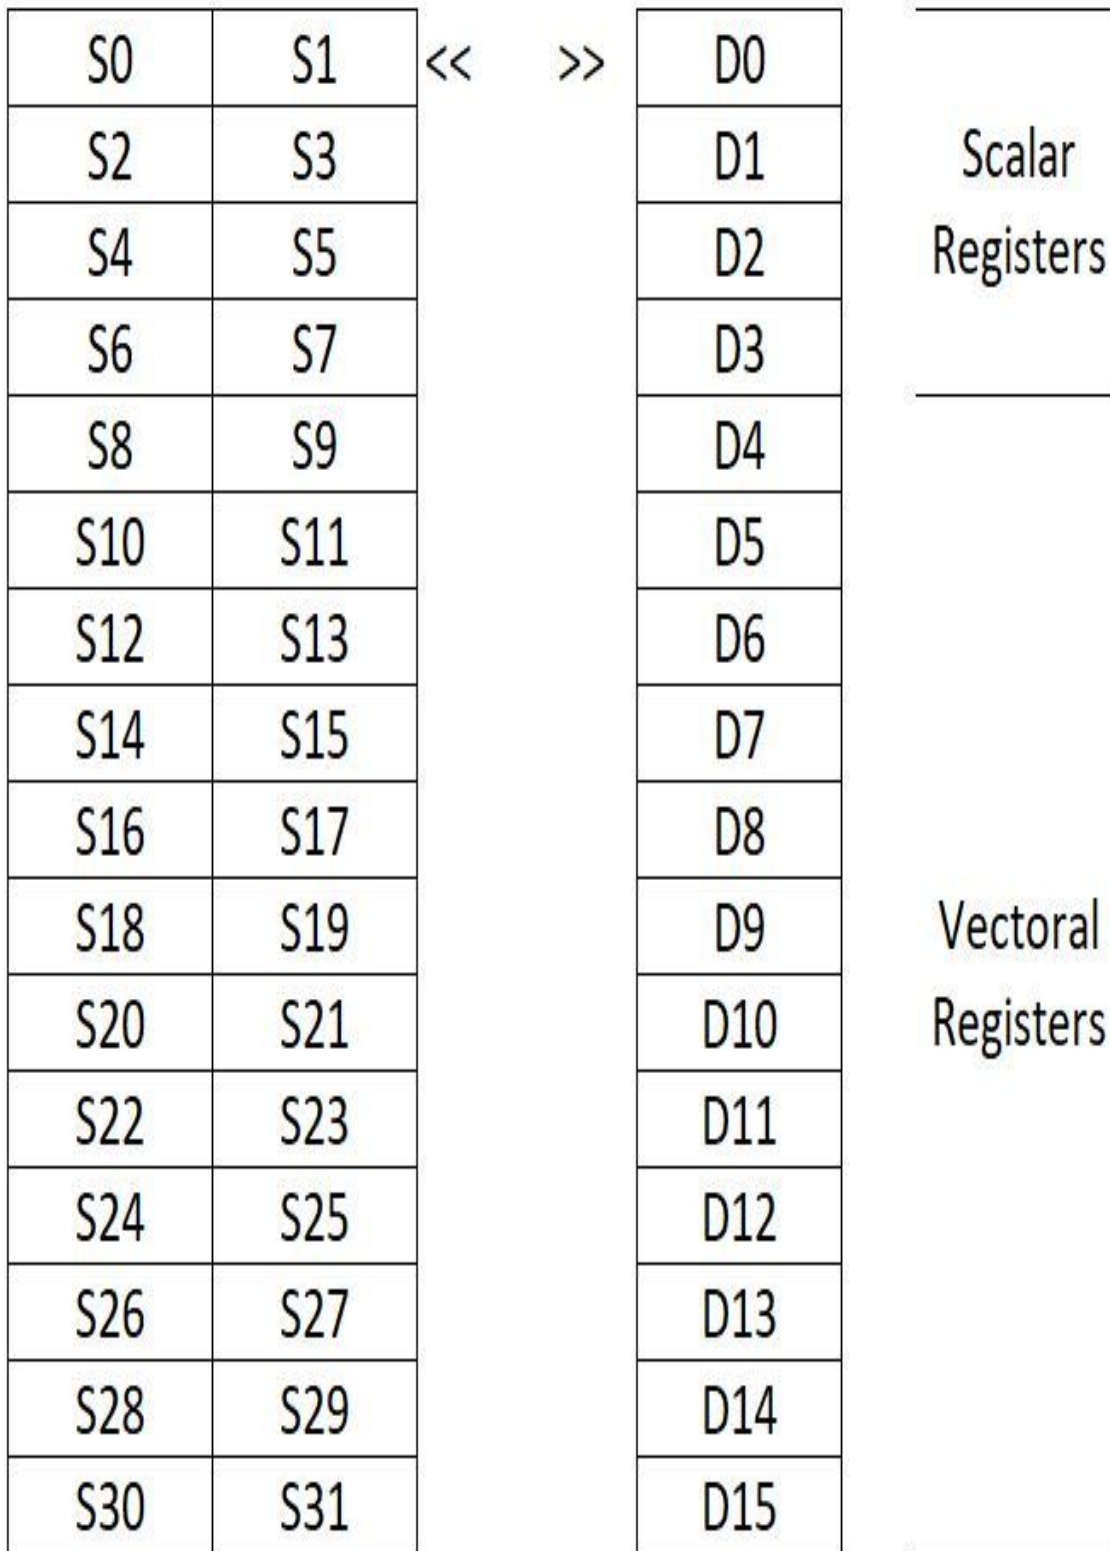 S0 S1 << >> D0
S2 S3 D1 Scalar
S4 S5 D2 Registers
S6 S7 D3
S8 S9 D4
S10 S11 D5
S12 S13 D6
S14 S15 D7
S16 S17 D8
S18 S19 D9 Vectoral
S20 S21 D10 Registers
S22 S23 D11
S24 S25 D12
S26 S27 D13
S28 S29 D14
S30 S31 D15